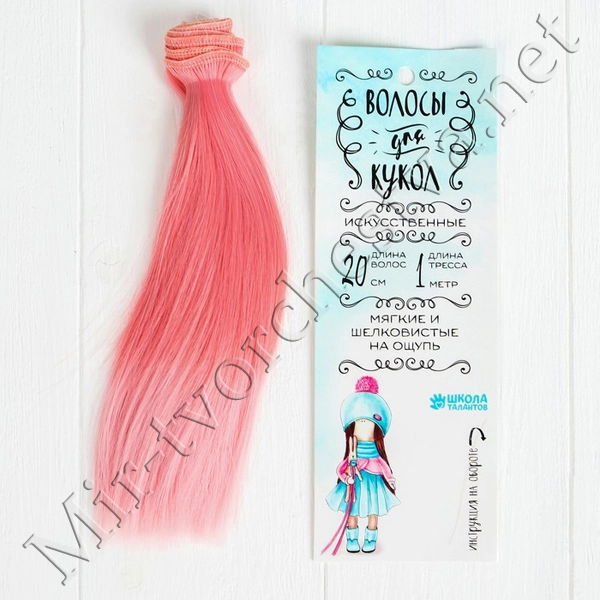 ВОЛОСЫ
для
КУКОЛ
ИСКУССТВЕННЫЕ
20 ДЛИНА ВОЛОС СМ
1 ДЛИНА ТРЕССА МЕТР
МЯГКИЕ И
ШЕЛКОВИСТЫЕ
НА ОЩУПЬ
ШКОЛА
ТАЛАНТОВ
ИНСТРУКЦИЯ НА ОБОРОТЕ
Mir-tvorchestva.net